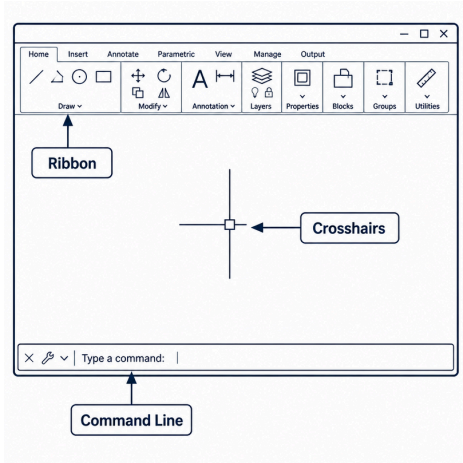 Home Insert Annotate Parametric View Manage Output
A
Draw Modify Annotation Layers Properties Blocks Groups Utilities
Ribbon
Crosshairs
Type a command:
Command Line